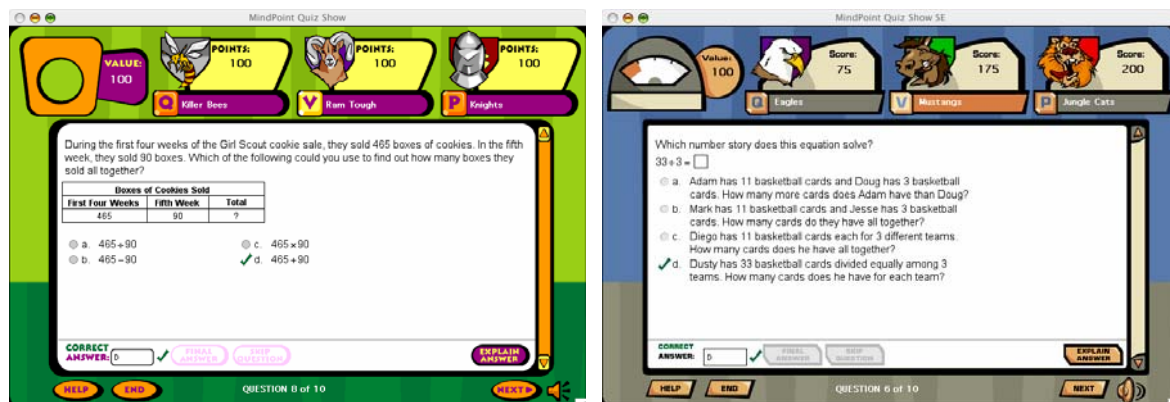 MindPoint Quiz Show
VALUE:
100
POINTS:
100
Q Killer Bees
POINTS:
100
V Ram Tough
POINTS:
100
P Knights
During the first four weeks of the Girl Scout cookie sale, they sold 465 boxes of cookies. In the fifth
week, they sold 90 boxes. Which of the following could you use to find out how many boxes they
sold all together?
Boxes of Cookies Sold
First Four Weeks Fifth Week Total
465 90 ?
a. 465÷90
b. 465−90
c. 465×90
d. 465+90
CORRECT
ANSWER: D
FINAL
ANSWER
SKIP
QUESTION
EXPLAIN
ANSWER
HELP
END
QUESTION 8 of 10
NEXT
MindPoint Quiz Show SE
Value:
100
Score:
75
Q Eagles
Score:
175
V Mustangs
Score:
200
P Jungle Cats
Which number story does this equation solve?
33÷3=
a. Adam has 11 basketball cards and Doug has 3 basketball
cards. How many more cards does Adam have than Doug?
b. Mark has 11 basketball cards and Jesse has 3 basketball
cards. How many cards do they have all together?
c. Diego has 11 basketball cards each for 3 different teams.
How many cards does he have all together?
d. Dusty has 33 basketball cards divided equally among 3
teams. How many cards does he have for each team?
CORRECT
ANSWER: D
FINAL
ANSWER
SKIP
QUESTION
EXPLAIN
ANSWER
HELP
END
QUESTION 6 of 10
NEXT